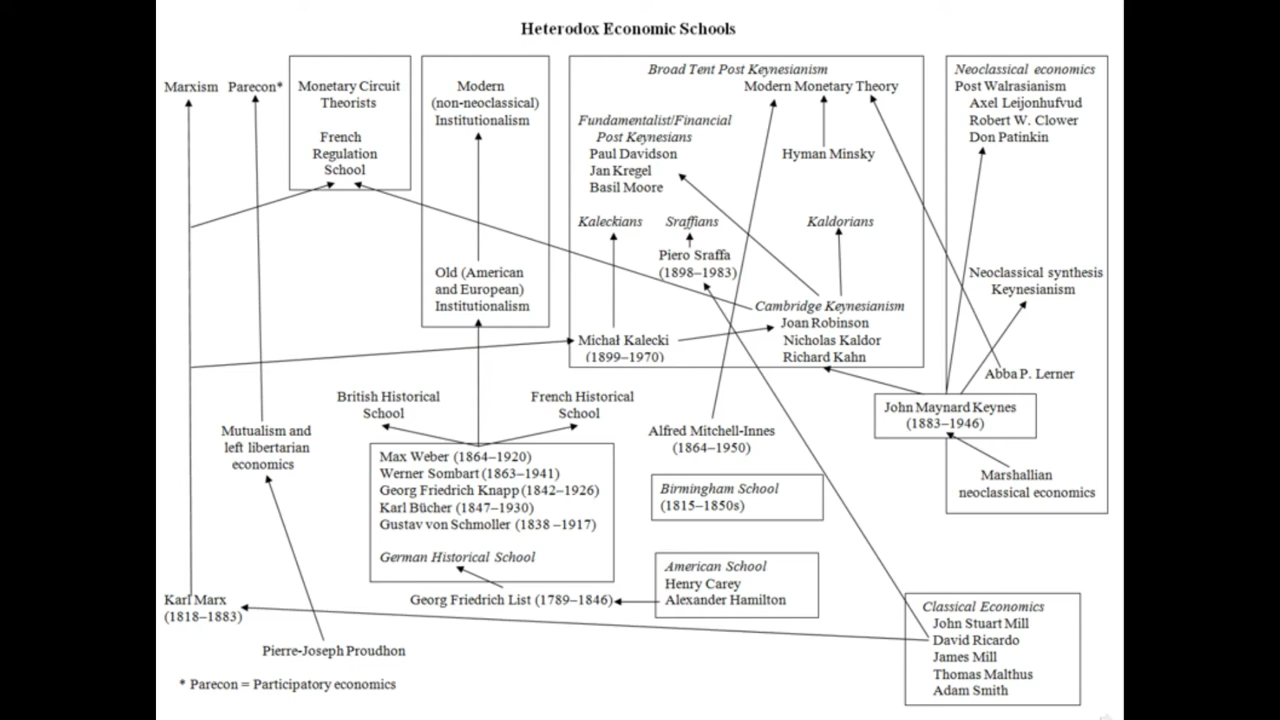 Heterodox Economic Schools
Marxism
Parecon*
Monetary Circuit
Theorists
French
Regulation
School
Modern
(non-neoclassical)
Institutionalism
Old (American
and European)
Institutionalism
Broad Tent Post Keynesianism
Modern Monetary Theory
Fundamentalist/Financial
Post Keynesians
Paul Davidson
Jan Kregel
Basil Moore
Hyman Minsky
Kaleckians
Sraffians
Kaldorians
Piero Sraffa
(1898–1983)
Cambridge Keynesianism
Joan Robinson
Nicholas Kaldor
Richard Kahn
Michał Kalecki
(1899–1970)
Neoclassical economics
Post Walrasianism
Axel Leijonhufvud
Robert W. Clower
Don Patinkin
Neoclassical synthesis
Keynesianism
Abba P. Lerner
John Maynard Keynes
(1883–1946)
Marshallian
neoclassical economics
British Historical
School
French Historical
School
Mutualism and
left libertarian
economics
Max Weber (1864–1920)
Werner Sombart (1863–1941)
Georg Friedrich Knapp (1842–1926)
Karl Bücher (1847–1930)
Gustav von Schmoller (1838 –1917)
German Historical School
Alfred Mitchell-Innes
(1864–1950)
Birmingham School
(1815–1850s)
American School
Henry Carey
Alexander Hamilton
Georg Friedrich List (1789–1846)
Karl Marx
(1818–1883)
Pierre-Joseph Proudhon
Classical Economics
John Stuart Mill
David Ricardo
James Mill
Thomas Malthus
Adam Smith
* Parecon = Participatory economics